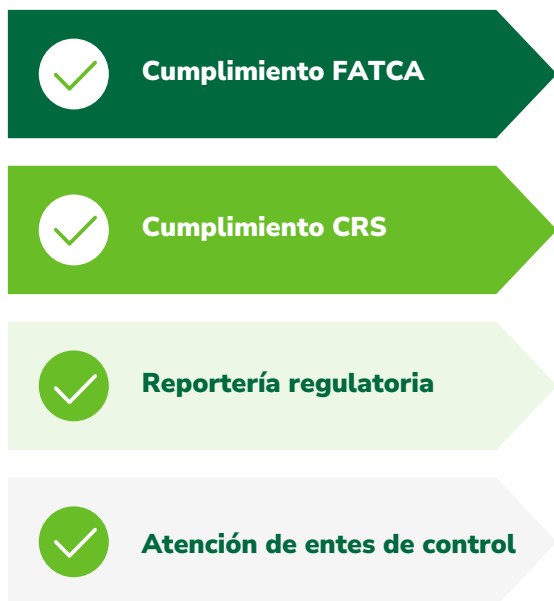 Cumplimiento FATCA
Cumplimiento CRS
Reportería regulatoria
Atención de entes de control